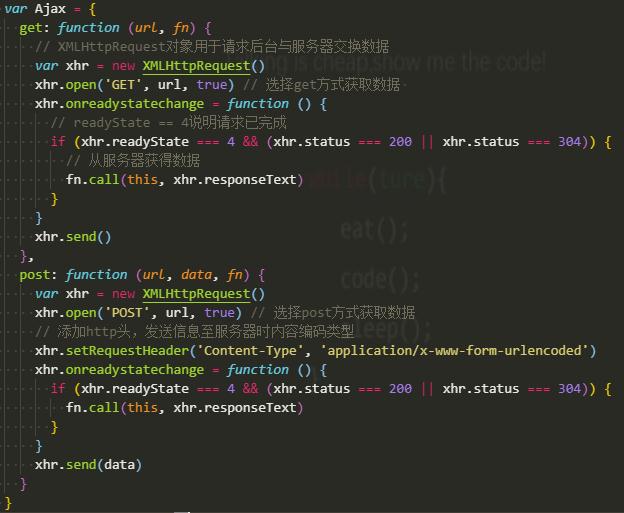 var Ajax = {
get: function (url, fn) {
// XMLHttpRequest对象用于请求后台与服务器交换数据
var xhr = new XMLHttpRequest()
xhr.open('GET', url, true) // 选择get方式获取数据
xhr.onreadystatechange = function () {
// readyState == 4说明请求已完成
if (xhr.readyState === 4 && (xhr.status === 200 || xhr.status === 304)) {
// 从服务器获得数据
fn.call(this, xhr.responseText)
}
}
xhr.send()
},
post: function (url, data, fn) {
var xhr = new XMLHttpRequest()
xhr.open('POST', url, true) // 选择post方式获取数据
// 添加http头，发送信息至服务器时内容编码类型
xhr.setRequestHeader('Content-Type', 'application/x-www-form-urlencoded')
xhr.onreadystatechange = function () {
if (xhr.readyState === 4 && (xhr.status === 200 || xhr.status === 304)) {
fn.call(this, xhr.responseText)
}
}
xhr.send(data)
}
}
is cheap,show me the code!
(ture){
eat();
code();